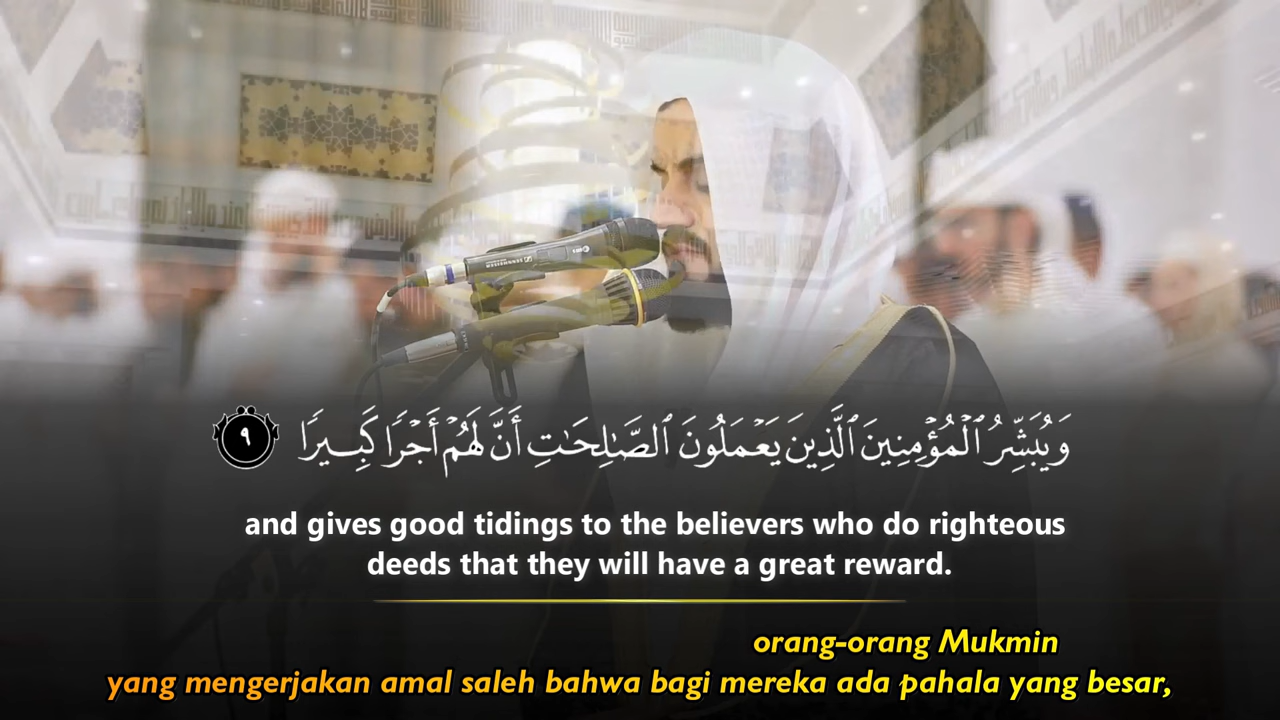 وَيُبَشِّرُ ٱلْمُؤْمِنِينَ ٱلَّذِينَ يَعْمَلُونَ ٱلصَّـٰلِحَـٰتِ أَنَّ لَهُمْ أَجْرًا كَبِيرًا ٩
and gives good tidings to the believers who do righteous
deeds that they will have a great reward.
orang-orang Mukmin
yang mengerjakan amal saleh bahwa bagi mereka ada pahala yang besar,